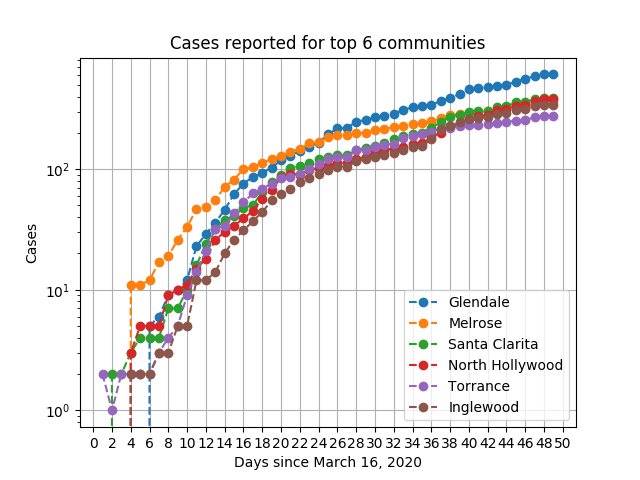 Cases reported for top 6 communities
Cases
10²
10¹
10⁰
Glendale
Melrose
Santa Clarita
North Hollywood
Torrance
Inglewood
0 2 4 6 8 10 12 14 16 18 20 22 24 26 28 30 32 34 36 38 40 42 44 46 48 50
Days since March 16, 2020